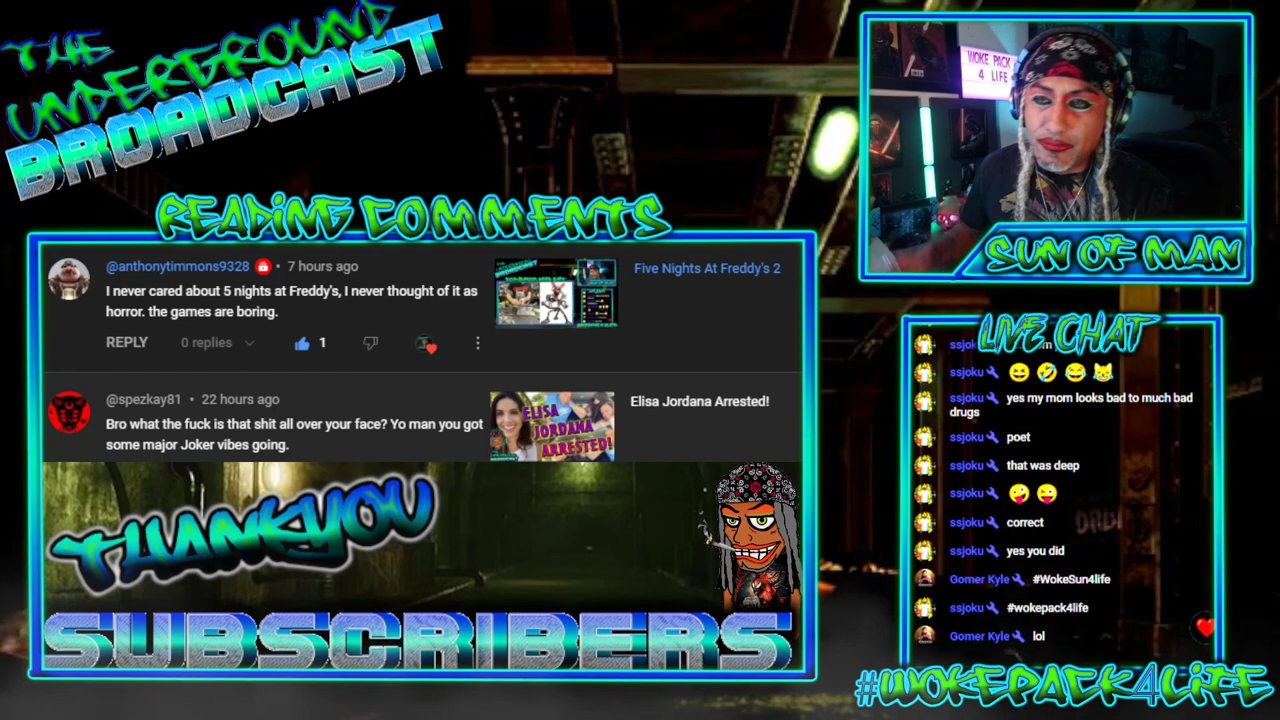 THE
UNDERGROUND
BROADCAST
READING COMMENTS
@anthonytimmons9328 • 7 hours ago
I never cared about 5 nights at Freddy's, I never thought of it as
horror. the games are boring.
REPLY 0 replies 1
Five Nights At Freddy's 2
@spezkay81 • 22 hours ago
Bro what the fuck is that shit all over your face? Yo man you got
some major Joker vibes going.
ELISA
JORDANA
ARRESTED!
Elisa Jordana Arrested!
THANKYOU
SUBSCRIBERS
WOKE PACK
4 LIFE
SUN OF MAN
LIVE CHAT
ssjoku 😆 🤣 😂 😹
ssjoku yes my mom looks bad to much bad
drugs
ssjoku poet
ssjoku that was deep
ssjoku 🤪 😜
ssjoku correct
ssjoku yes you did
Gomer Kyle #WokeSun4life
ssjoku #wokepack4life
Gomer Kyle lol
#WOKEPACK4LIFE